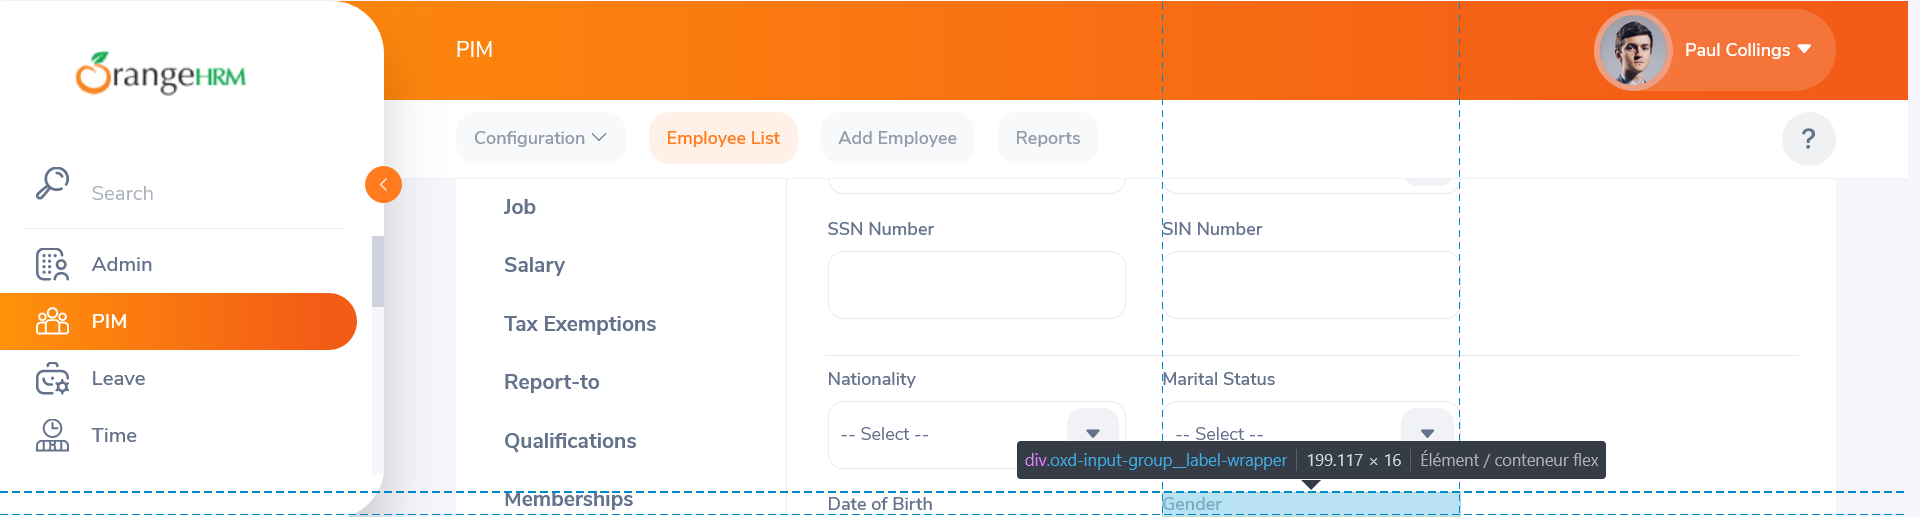 OrangeHRM
PIM
Paul Collings
Configuration
Employee List
Add Employee
Reports
?
Search
Admin
PIM
Leave
Time
Job
Salary
Tax Exemptions
Report-to
Qualifications
Memberships
SSN Number
SIN Number
Nationality
Marital Status
-- Select --
-- Select --
div.oxd-input-group__label-wrapper 199.117 × 16 Élément / conteneur flex
Date of Birth
Gender